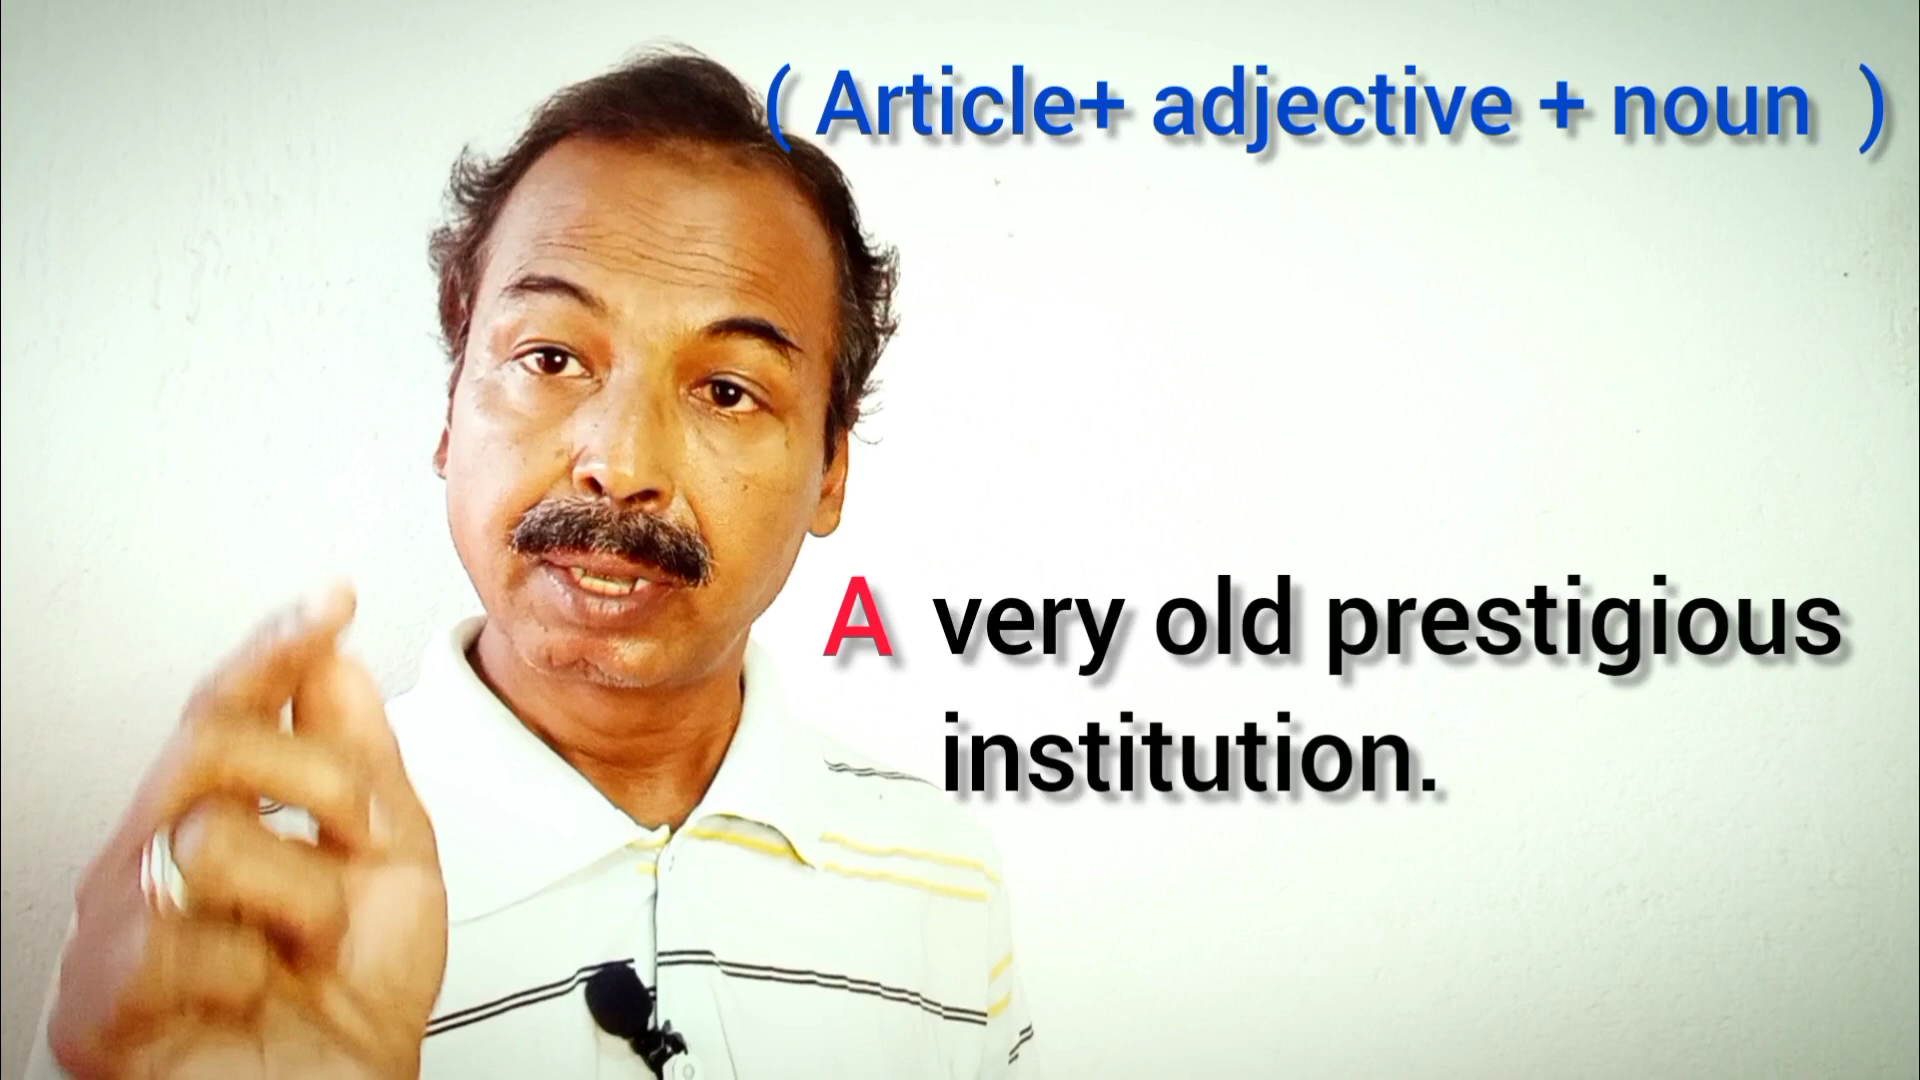 ( Article+ adjective + noun )
A very old prestigious
institution.